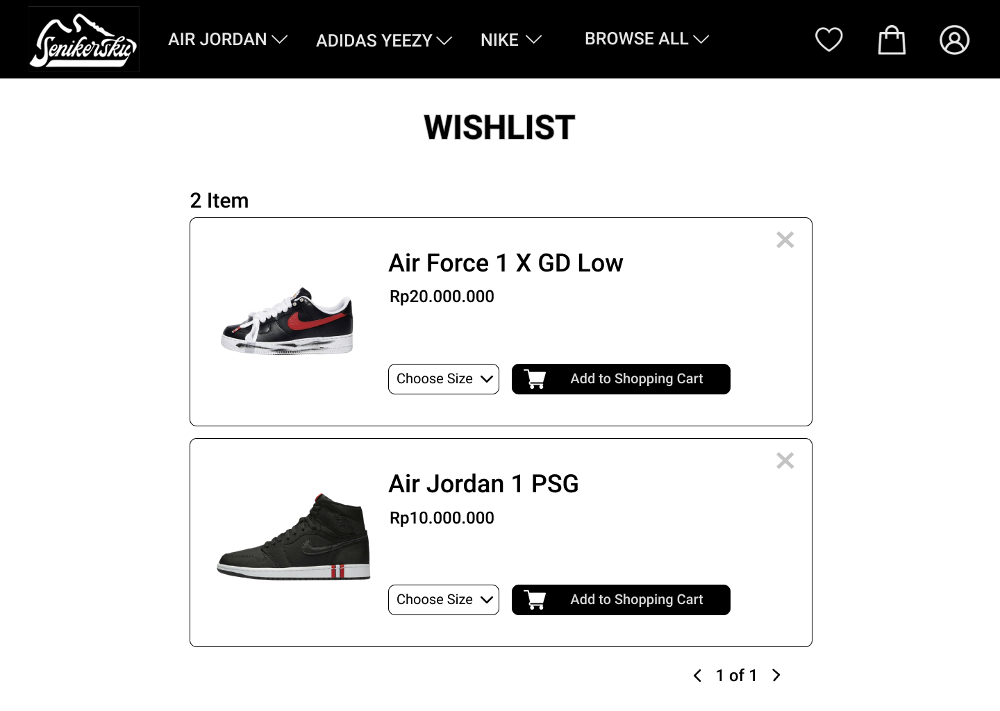 Senikersku
AIR JORDAN
ADIDAS YEEZY
NIKE
BROWSE ALL
WISHLIST
2 Item
Air Force 1 X GD Low
Rp20.000.000
Choose Size
Add to Shopping Cart
Air Jordan 1 PSG
Rp10.000.000
Choose Size
Add to Shopping Cart
1 of 1